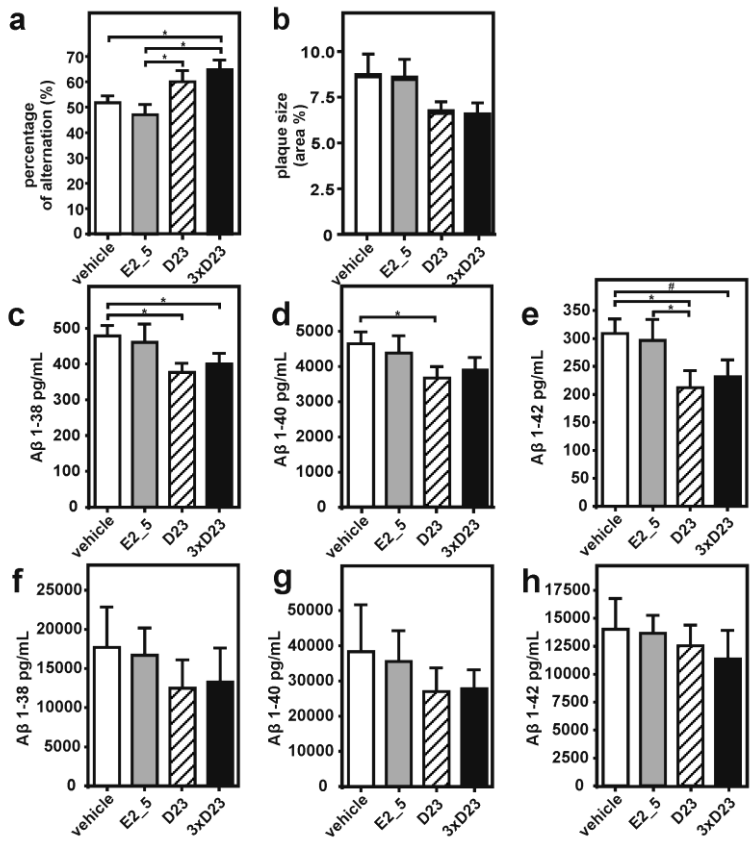 a
percentage
of alternation (%)
70
60
50
40
30
20
10
0
*
*
*
vehicle
E2_5
D23
3xD23
b
plaque size
(area %)
10.0
7.5
5.0
2.5
0
vehicle
E2_5
D23
3xD23
c
Aβ 1-38 pg/mL
500
400
300
200
100
0
*
*
vehicle
E2_5
D23
3xD23
d
Aβ 1-40 pg/mL
5000
4000
3000
2000
1000
0
*
vehicle
E2_5
D23
3xD23
e
Aβ 1-42 pg/mL
350
300
250
200
150
100
50
0
#
*
*
vehicle
E2_5
D23
3xD23
f
Aβ 1-38 pg/mL
25000
20000
15000
10000
5000
0
vehicle
E2_5
D23
3xD23
g
Aβ 1-40 pg/mL
50000
40000
30000
20000
10000
0
vehicle
E2_5
D23
3xD23
h
Aβ 1-42 pg/mL
17500
15000
12500
10000
7500
5000
2500
0
vehicle
E2_5
D23
3xD23